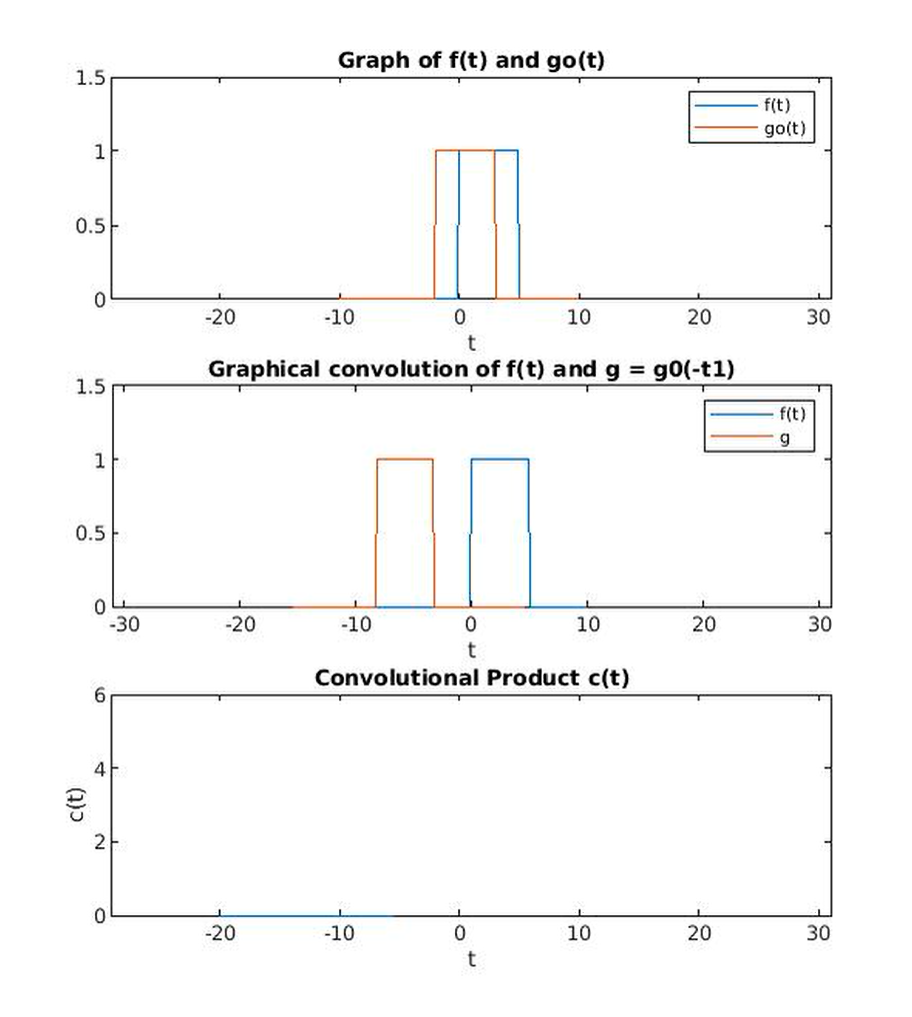 Graph of f(t) and go(t)
1.5
f(t)
go(t)
1
0.5
0
-20 -10 0 10 20 30
t
Graphical convolution of f(t) and g = g0(-t1)
1.5
f(t)
g
1
0.5
0
-30 -20 -10 0 10 20 30
t
Convolutional Product c(t)
6
4
c(t)
2
0
-20 -10 0 10 20 30
t